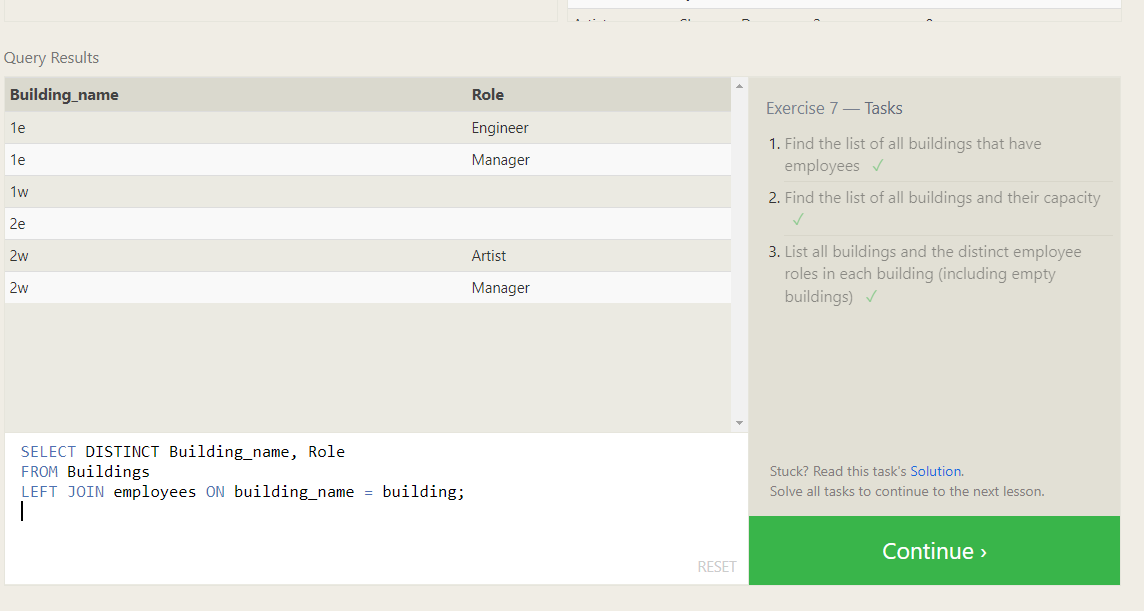 Query Results
Building_name Role
1e Engineer
1e Manager
1w
2e
2w Artist
2w Manager
SELECT DISTINCT Building_name, Role
FROM Buildings
LEFT JOIN employees ON building_name = building;
RESET
Exercise 7 — Tasks
1. Find the list of all buildings that have
employees ✓
2. Find the list of all buildings and their capacity
✓
3. List all buildings and the distinct employee
roles in each building (including empty
buildings) ✓
Stuck? Read this task's Solution.
Solve all tasks to continue to the next lesson.
Continue ›